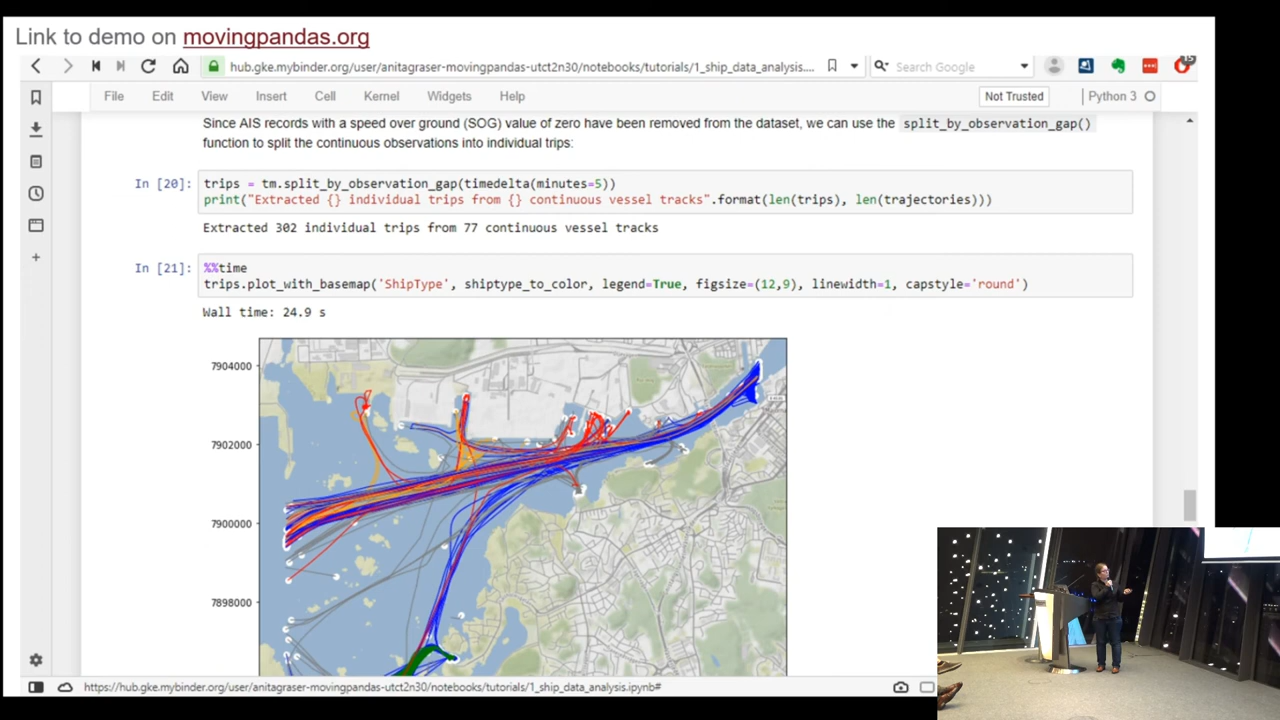 Link to demo on movingpandas.org
hub.gke.mybinder.org/user/anitagraser-movingpandas-utct2n30/notebooks/tutorials/1_ship_data_analysis....
Search Google
15
File Edit View Insert Cell Kernel Widgets Help
Not Trusted
Python 3
Since AIS records with a speed over ground (SOG) value of zero have been removed from the dataset, we can use the split_by_observation_gap()
function to split the continuous observations into individual trips:
In [20]: trips = tm.split_by_observation_gap(timedelta(minutes=5))
print("Extracted {} individual trips from {} continuous vessel tracks".format(len(trips), len(trajectories)))
Extracted 302 individual trips from 77 continuous vessel tracks
In [21]: %%time
trips.plot_with_basemap('ShipType', shiptype_to_color, legend=True, figsize=(12,9), linewidth=1, capstyle='round')
Wall time: 24.9 s
7904000
7902000
7900000
7898000
https://hub.gke.mybinder.org/user/anitagraser-movingpandas-utct2n30/notebooks/tutorials/1_ship_data_analysis.ipynb#